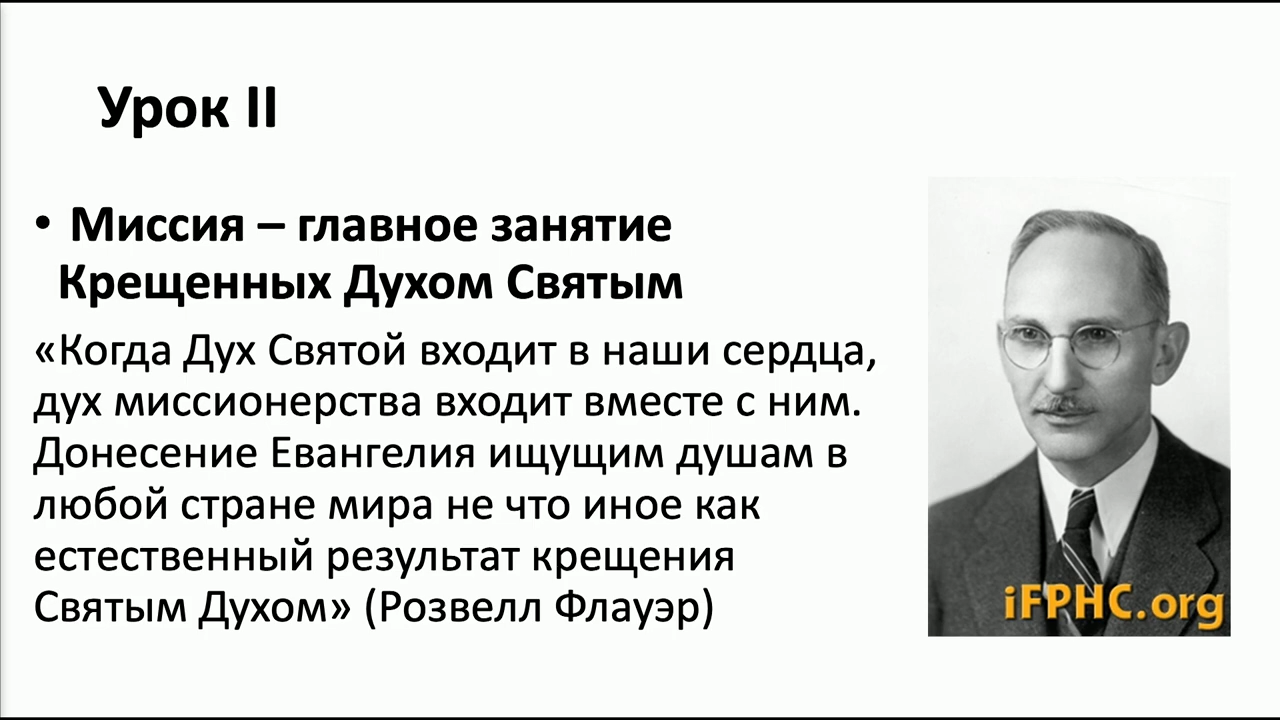 Урок II
• Миссия – главное занятие
Крещенных Духом Святым
«Когда Дух Святой входит в наши сердца,
дух миссионерства входит вместе с ним.
Донесение Евангелия ищущим душам в
любой стране мира не что иное как
естественный результат крещения
Святым Духом» (Розвелл Флауэр)
iFPHC.org